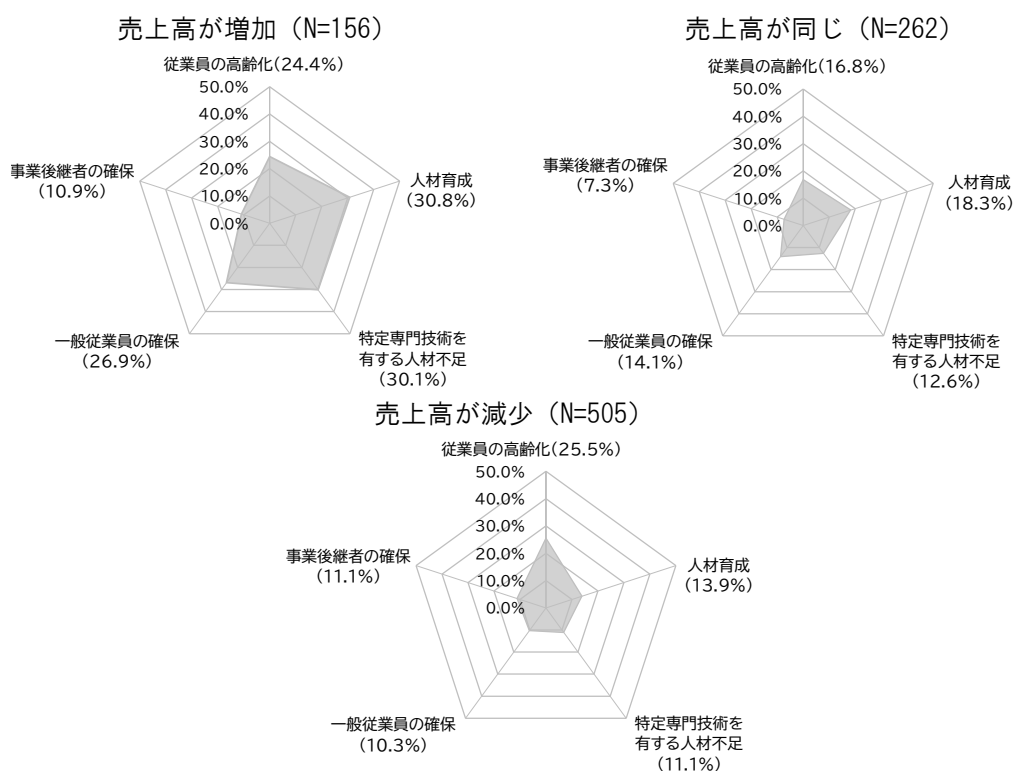 売上高が増加（N=156）
従業員の高齢化(24.4%)
50.0%
40.0%
30.0%
20.0%
10.0%
0.0%
人材育成
(30.8%)
特定専門技術を
有する人材不足
(30.1%)
一般従業員の確保
(26.9%)
事業後継者の確保
(10.9%)
売上高が同じ（N=262）
従業員の高齢化(16.8%)
50.0%
40.0%
30.0%
20.0%
10.0%
0.0%
人材育成
(18.3%)
特定専門技術を
有する人材不足
(12.6%)
一般従業員の確保
(14.1%)
事業後継者の確保
(7.3%)
売上高が減少（N=505）
従業員の高齢化(25.5%)
50.0%
40.0%
30.0%
20.0%
10.0%
0.0%
人材育成
(13.9%)
特定専門技術を
有する人材不足
(11.1%)
一般従業員の確保
(10.3%)
事業後継者の確保
(11.1%)